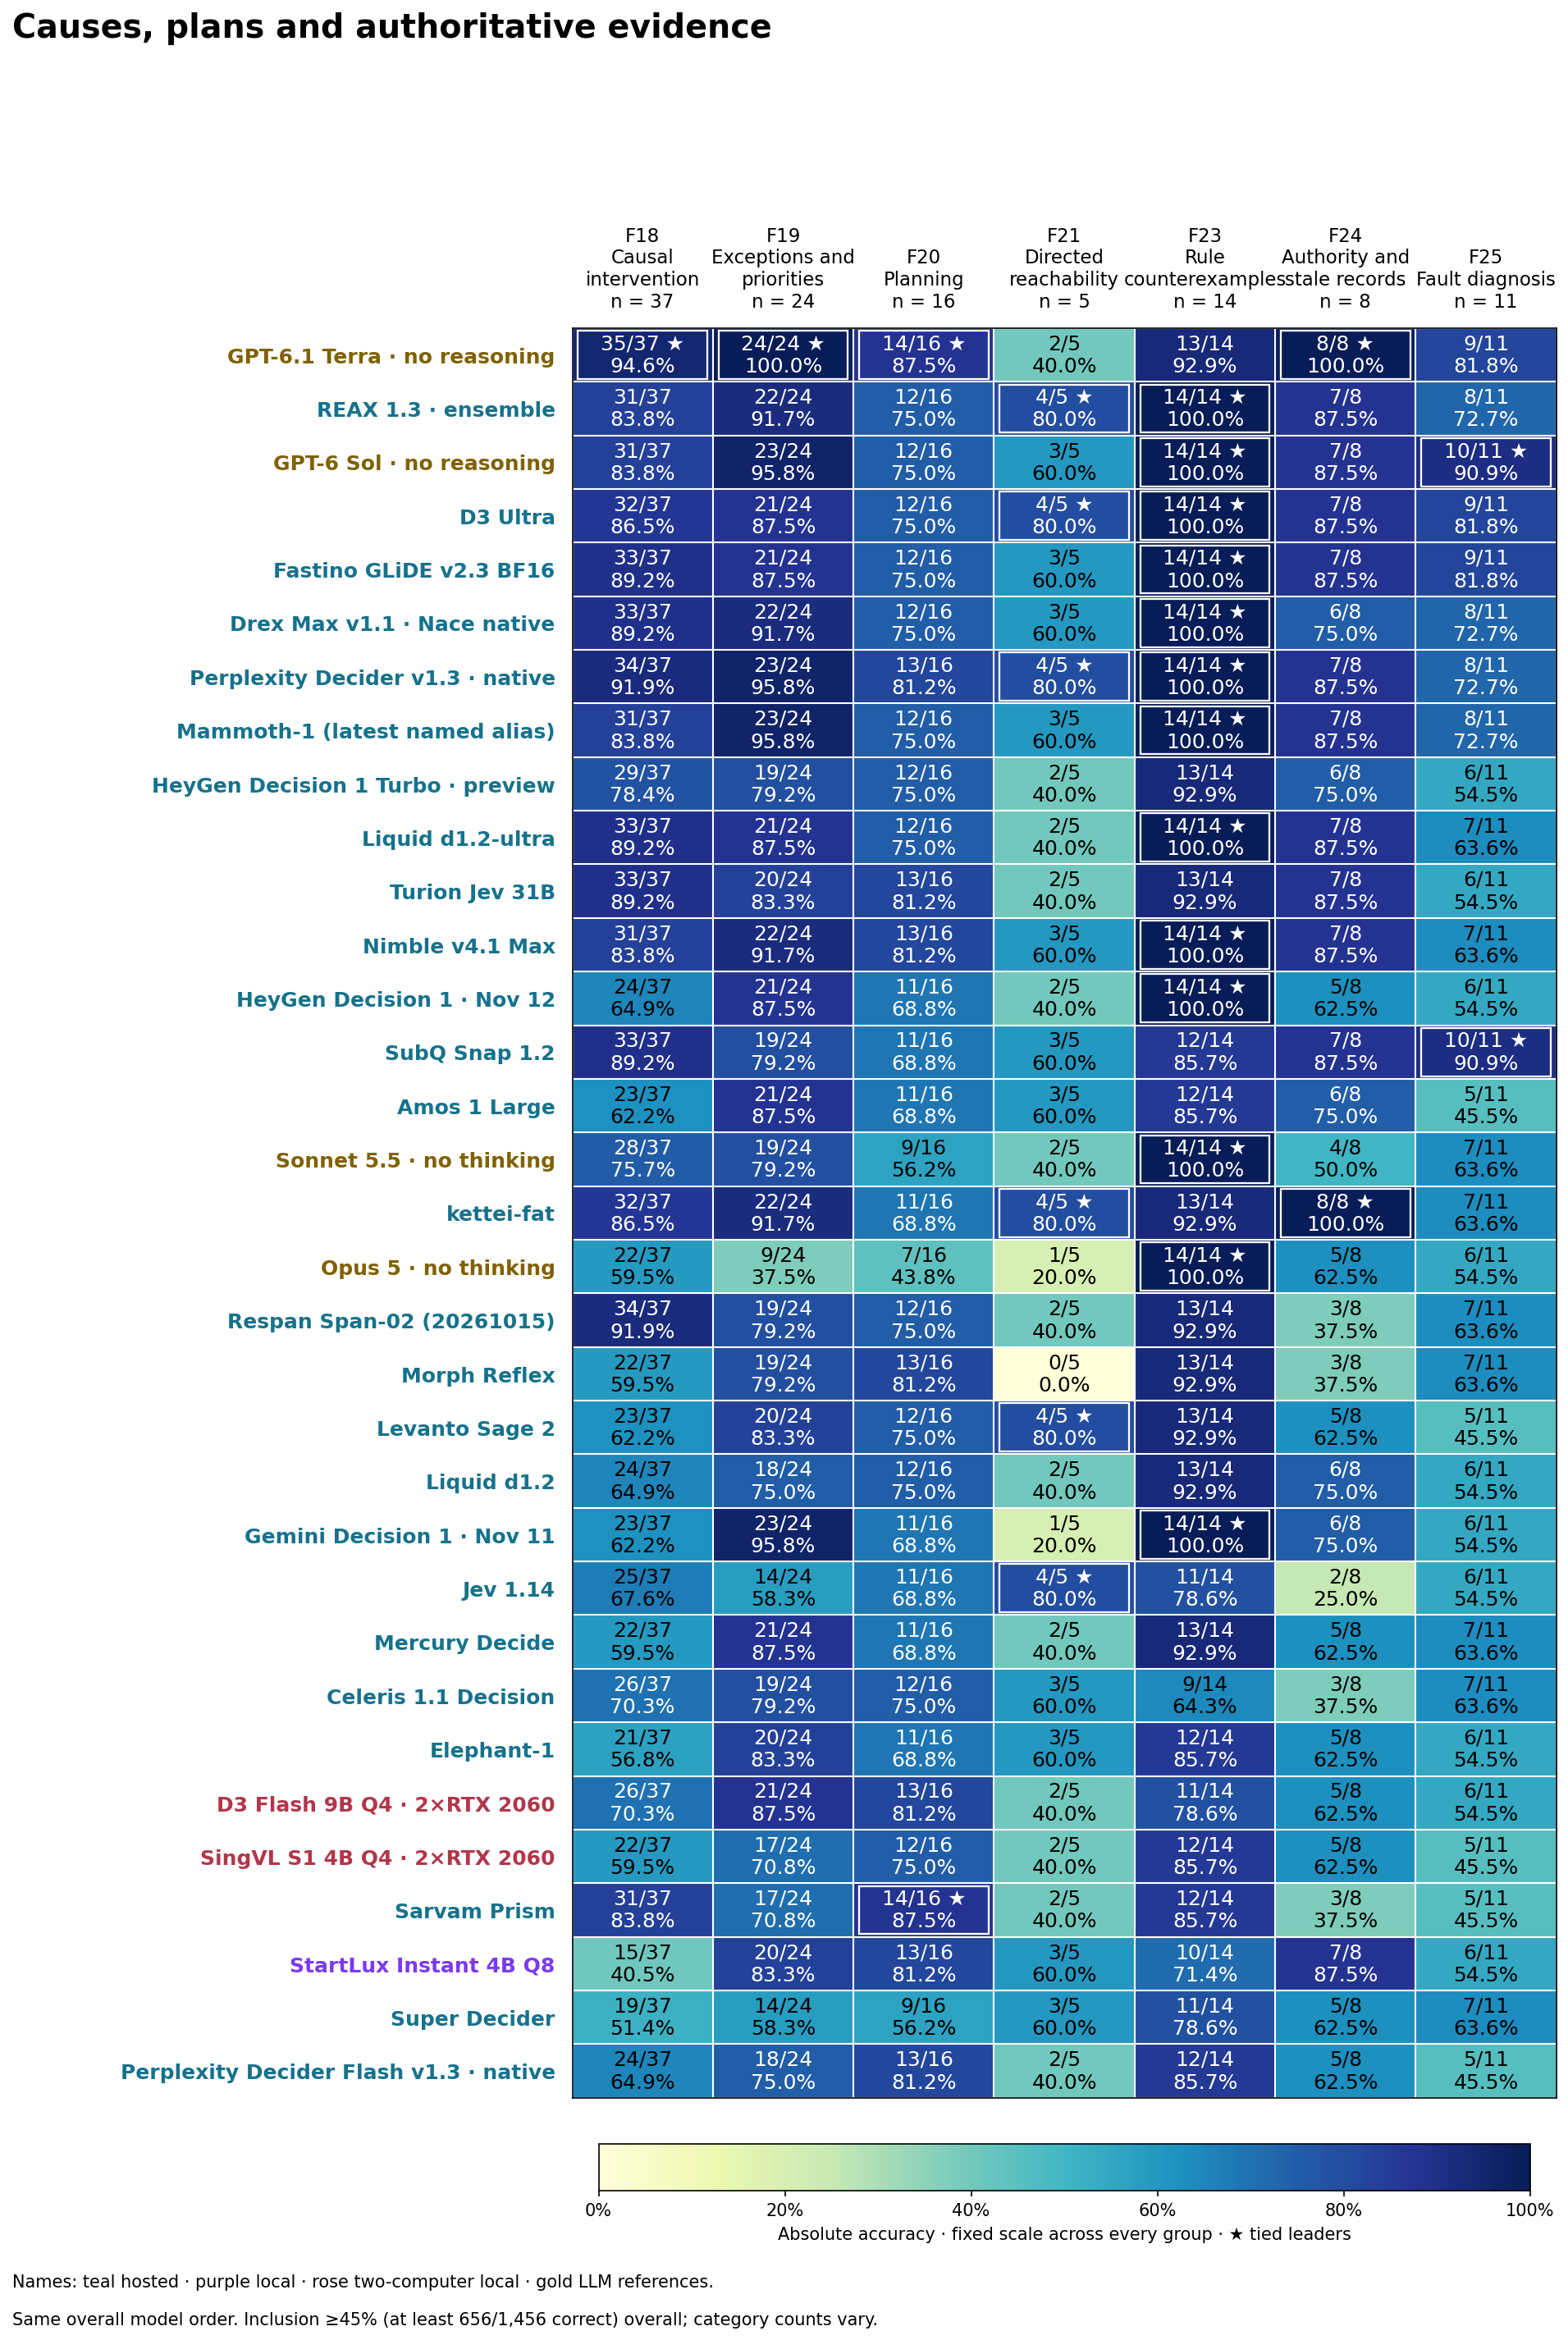 Causes, plans and authoritative evidence
F18
Causal
intervention
n = 37
F19
Exceptions and
priorities
n = 24
F20
Planning
n = 16
F21
Directed
reachability
n = 5
F23
Rule
counterexamples
n = 14
F24
Authority and
stale records
n = 8
F25
Fault diagnosis
n = 11
GPT-6.1 Terra · no reasoning
35/37 ★ 24/24 ★ 14/16 ★ 2/5 13/14 8/8 ★ 9/11
94.6% 100.0% 87.5% 40.0% 92.9% 100.0% 81.8%
REAX 1.3 · ensemble
31/37 22/24 12/16 4/5 ★ 14/14 ★ 7/8 8/11
83.8% 91.7% 75.0% 80.0% 100.0% 87.5% 72.7%
GPT-6 Sol · no reasoning
31/37 23/24 12/16 3/5 14/14 ★ 7/8 10/11 ★
83.8% 95.8% 75.0% 60.0% 100.0% 87.5% 90.9%
D3 Ultra
32/37 21/24 12/16 4/5 ★ 14/14 ★ 7/8 9/11
86.5% 87.5% 75.0% 80.0% 100.0% 87.5% 81.8%
Fastino GLiDE v2.3 BF16
33/37 21/24 12/16 3/5 14/14 ★ 7/8 9/11
89.2% 87.5% 75.0% 60.0% 100.0% 87.5% 81.8%
Drex Max v1.1 · Nace native
33/37 22/24 12/16 3/5 14/14 ★ 6/8 8/11
89.2% 91.7% 75.0% 60.0% 100.0% 75.0% 72.7%
Perplexity Decider v1.3 · native
34/37 23/24 13/16 4/5 ★ 14/14 ★ 7/8 8/11
91.9% 95.8% 81.2% 80.0% 100.0% 87.5% 72.7%
Mammoth-1 (latest named alias)
31/37 23/24 12/16 3/5 14/14 ★ 7/8 8/11
83.8% 95.8% 75.0% 60.0% 100.0% 87.5% 72.7%
HeyGen Decision 1 Turbo · preview
29/37 19/24 12/16 2/5 13/14 6/8 6/11
78.4% 79.2% 75.0% 40.0% 92.9% 75.0% 54.5%
Liquid d1.2-ultra
33/37 21/24 12/16 2/5 14/14 ★ 7/8 7/11
89.2% 87.5% 75.0% 40.0% 100.0% 87.5% 63.6%
Turion Jev 31B
33/37 20/24 13/16 2/5 13/14 7/8 6/11
89.2% 83.3% 81.2% 40.0% 92.9% 87.5% 54.5%
Nimble v4.1 Max
31/37 22/24 13/16 3/5 14/14 ★ 7/8 7/11
83.8% 91.7% 81.2% 60.0% 100.0% 87.5% 63.6%
HeyGen Decision 1 · Nov 12
24/37 21/24 11/16 2/5 14/14 ★ 5/8 6/11
64.9% 87.5% 68.8% 40.0% 100.0% 62.5% 54.5%
SubQ Snap 1.2
33/37 19/24 11/16 3/5 12/14 7/8 10/11 ★
89.2% 79.2% 68.8% 60.0% 85.7% 87.5% 90.9%
Amos 1 Large
23/37 21/24 11/16 3/5 12/14 6/8 5/11
62.2% 87.5% 68.8% 60.0% 85.7% 75.0% 45.5%
Sonnet 5.5 · no thinking
28/37 19/24 9/16 2/5 14/14 ★ 4/8 7/11
75.7% 79.2% 56.2% 40.0% 100.0% 50.0% 63.6%
kettei-fat
32/37 22/24 11/16 4/5 ★ 13/14 8/8 ★ 7/11
86.5% 91.7% 68.8% 80.0% 92.9% 100.0% 63.6%
Opus 5 · no thinking
22/37 9/24 7/16 1/5 14/14 ★ 5/8 6/11
59.5% 37.5% 43.8% 20.0% 100.0% 62.5% 54.5%
Respan Span-02 (20261015)
34/37 19/24 12/16 2/5 13/14 3/8 7/11
91.9% 79.2% 75.0% 40.0% 92.9% 37.5% 63.6%
Morph Reflex
22/37 19/24 13/16 0/5 13/14 3/8 7/11
59.5% 79.2% 81.2% 0.0% 92.9% 37.5% 63.6%
Levanto Sage 2
23/37 20/24 12/16 4/5 ★ 13/14 5/8 5/11
62.2% 83.3% 75.0% 80.0% 92.9% 62.5% 45.5%
Liquid d1.2
24/37 18/24 12/16 2/5 13/14 6/8 6/11
64.9% 75.0% 75.0% 40.0% 92.9% 75.0% 54.5%
Gemini Decision 1 · Nov 11
23/37 23/24 11/16 1/5 14/14 ★ 6/8 6/11
62.2% 95.8% 68.8% 20.0% 100.0% 75.0% 54.5%
Jev 1.14
25/37 14/24 11/16 4/5 ★ 11/14 2/8 6/11
67.6% 58.3% 68.8% 80.0% 78.6% 25.0% 54.5%
Mercury Decide
22/37 21/24 11/16 2/5 13/14 5/8 7/11
59.5% 87.5% 68.8% 40.0% 92.9% 62.5% 63.6%
Celeris 1.1 Decision
26/37 19/24 12/16 3/5 9/14 3/8 7/11
70.3% 79.2% 75.0% 60.0% 64.3% 37.5% 63.6%
Elephant-1
21/37 20/24 11/16 3/5 12/14 5/8 6/11
56.8% 83.3% 68.8% 60.0% 85.7% 62.5% 54.5%
D3 Flash 9B Q4 · 2×RTX 2060
26/37 21/24 13/16 2/5 11/14 5/8 6/11
70.3% 87.5% 81.2% 40.0% 78.6% 62.5% 54.5%
SingVL S1 4B Q4 · 2×RTX 2060
22/37 17/24 12/16 2/5 12/14 5/8 5/11
59.5% 70.8% 75.0% 40.0% 85.7% 62.5% 45.5%
Sarvam Prism
31/37 17/24 14/16 ★ 2/5 12/14 3/8 5/11
83.8% 70.8% 87.5% 40.0% 85.7% 37.5% 45.5%
StartLux Instant 4B Q8
15/37 20/24 13/16 3/5 10/14 7/8 6/11
40.5% 83.3% 81.2% 60.0% 71.4% 87.5% 54.5%
Super Decider
19/37 14/24 9/16 3/5 11/14 5/8 7/11
51.4% 58.3% 56.2% 60.0% 78.6% 62.5% 63.6%
Perplexity Decider Flash v1.3 · native
24/37 18/24 13/16 2/5 12/14 5/8 5/11
64.9% 75.0% 81.2% 40.0% 85.7% 62.5% 45.5%
0% 20% 40% 60% 80% 100%
Absolute accuracy · fixed scale across every group · ★ tied leaders
Names: teal hosted · purple local · rose two-computer local · gold LLM references.
Same overall model order. Inclusion ≥45% (at least 656/1,456 correct) overall; category counts vary.